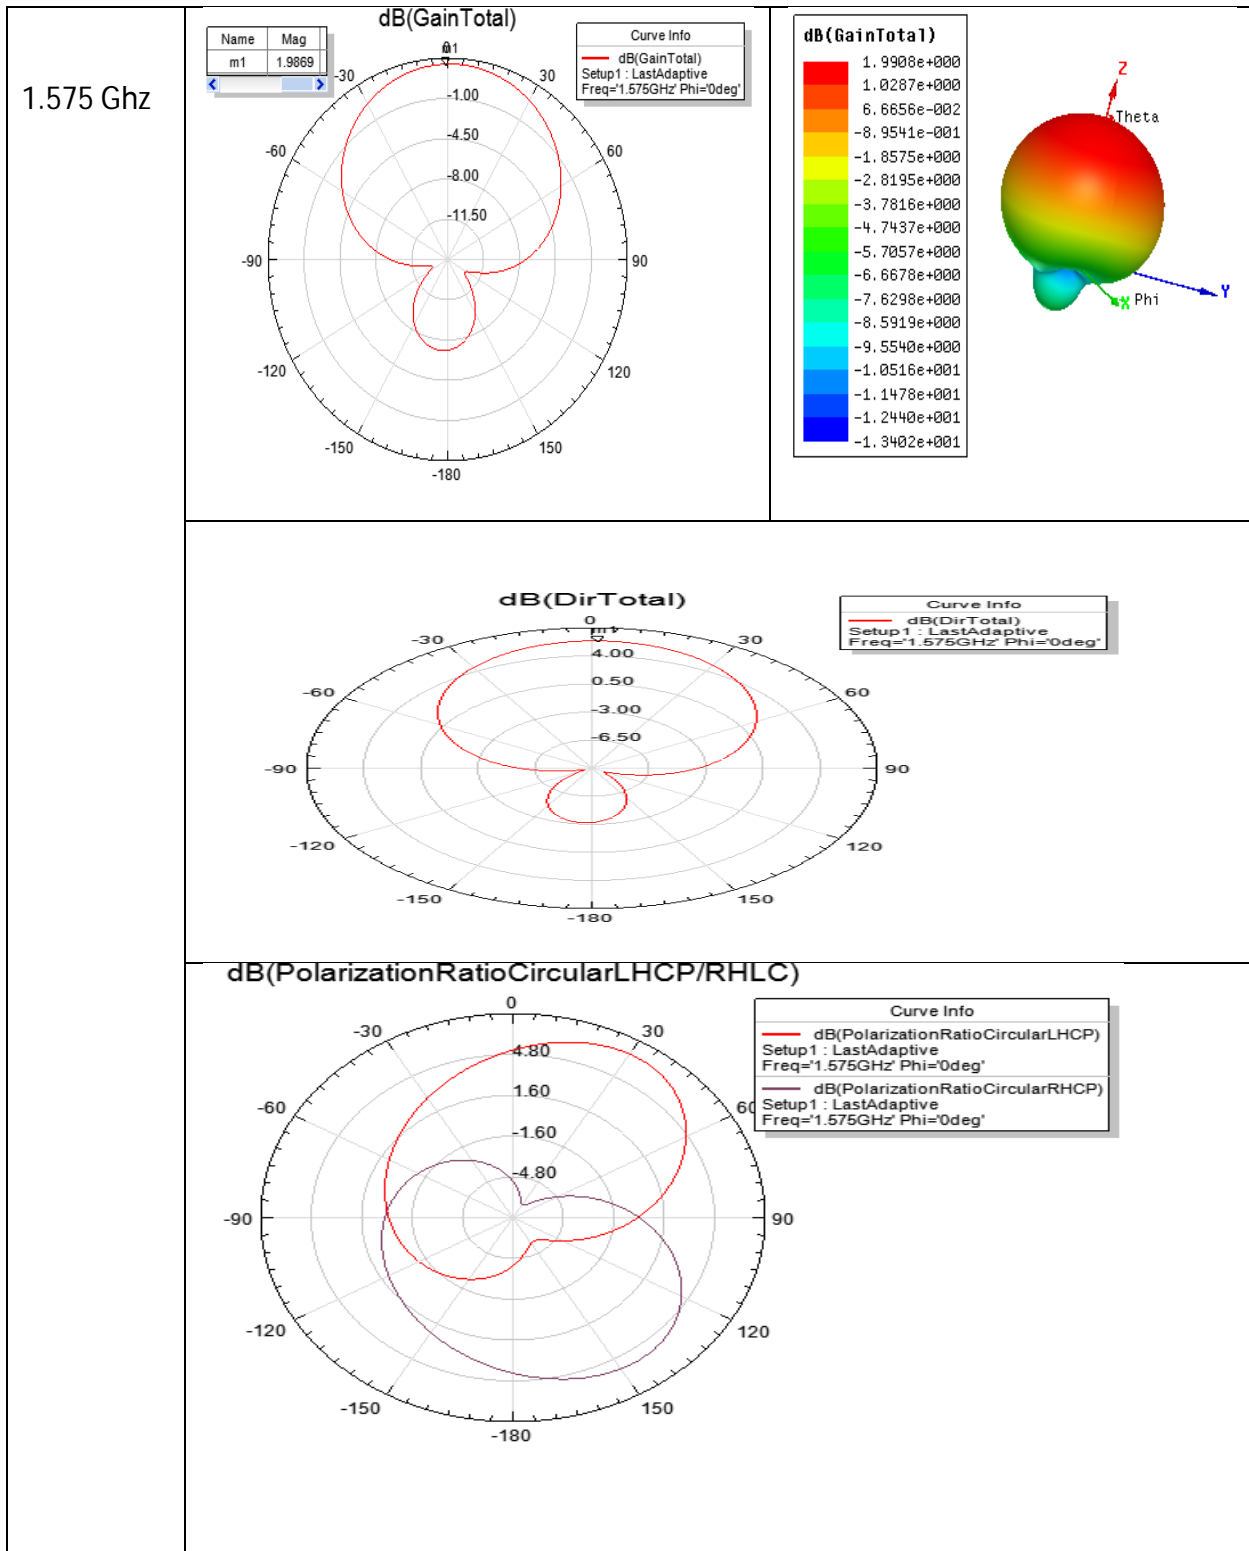 1.575 Ghz
dB(GainTotal)
Name Mag
m1 1.9869
Curve Info
dB(GainTotal)
Setup1 : LastAdaptive
Freq='1.575GHz' Phi='0deg'
0
m1
-30
30
-1.00
-60
-4.50
60
-8.00
-11.50
-90
90
-120
120
-150
150
-180
dB(GainTotal)
1.9908e+000
1.0287e+000
6.6656e-002
-8.9541e-001
-1.8575e+000
-2.8195e+000
-3.7816e+000
-4.7437e+000
-5.7057e+000
-6.6678e+000
-7.6298e+000
-8.5919e+000
-9.5540e+000
-1.0516e+001
-1.1478e+001
-1.2440e+001
-1.3402e+001
Z
Theta
Y
X Phi
dB(DirTotal)
Curve Info
dB(DirTotal)
Setup1 : LastAdaptive
Freq='1.575GHz' Phi='0deg'
0
m1
-30
30
4.00
-60
0.50
60
-3.00
-6.50
-90
90
-120
120
-150
150
-180
dB(PolarizationRatioCircularLHCP/RHLC)
Curve Info
dB(PolarizationRatioCircularLHCP)
Setup1 : LastAdaptive
Freq='1.575GHz' Phi='0deg'
dB(PolarizationRatioCircularRHCP)
Setup1 : LastAdaptive
Freq='1.575GHz' Phi='0deg'
0
-30
30
4.80
-60
1.60
60
-1.60
-4.80
-90
90
-120
120
-150
150
-180